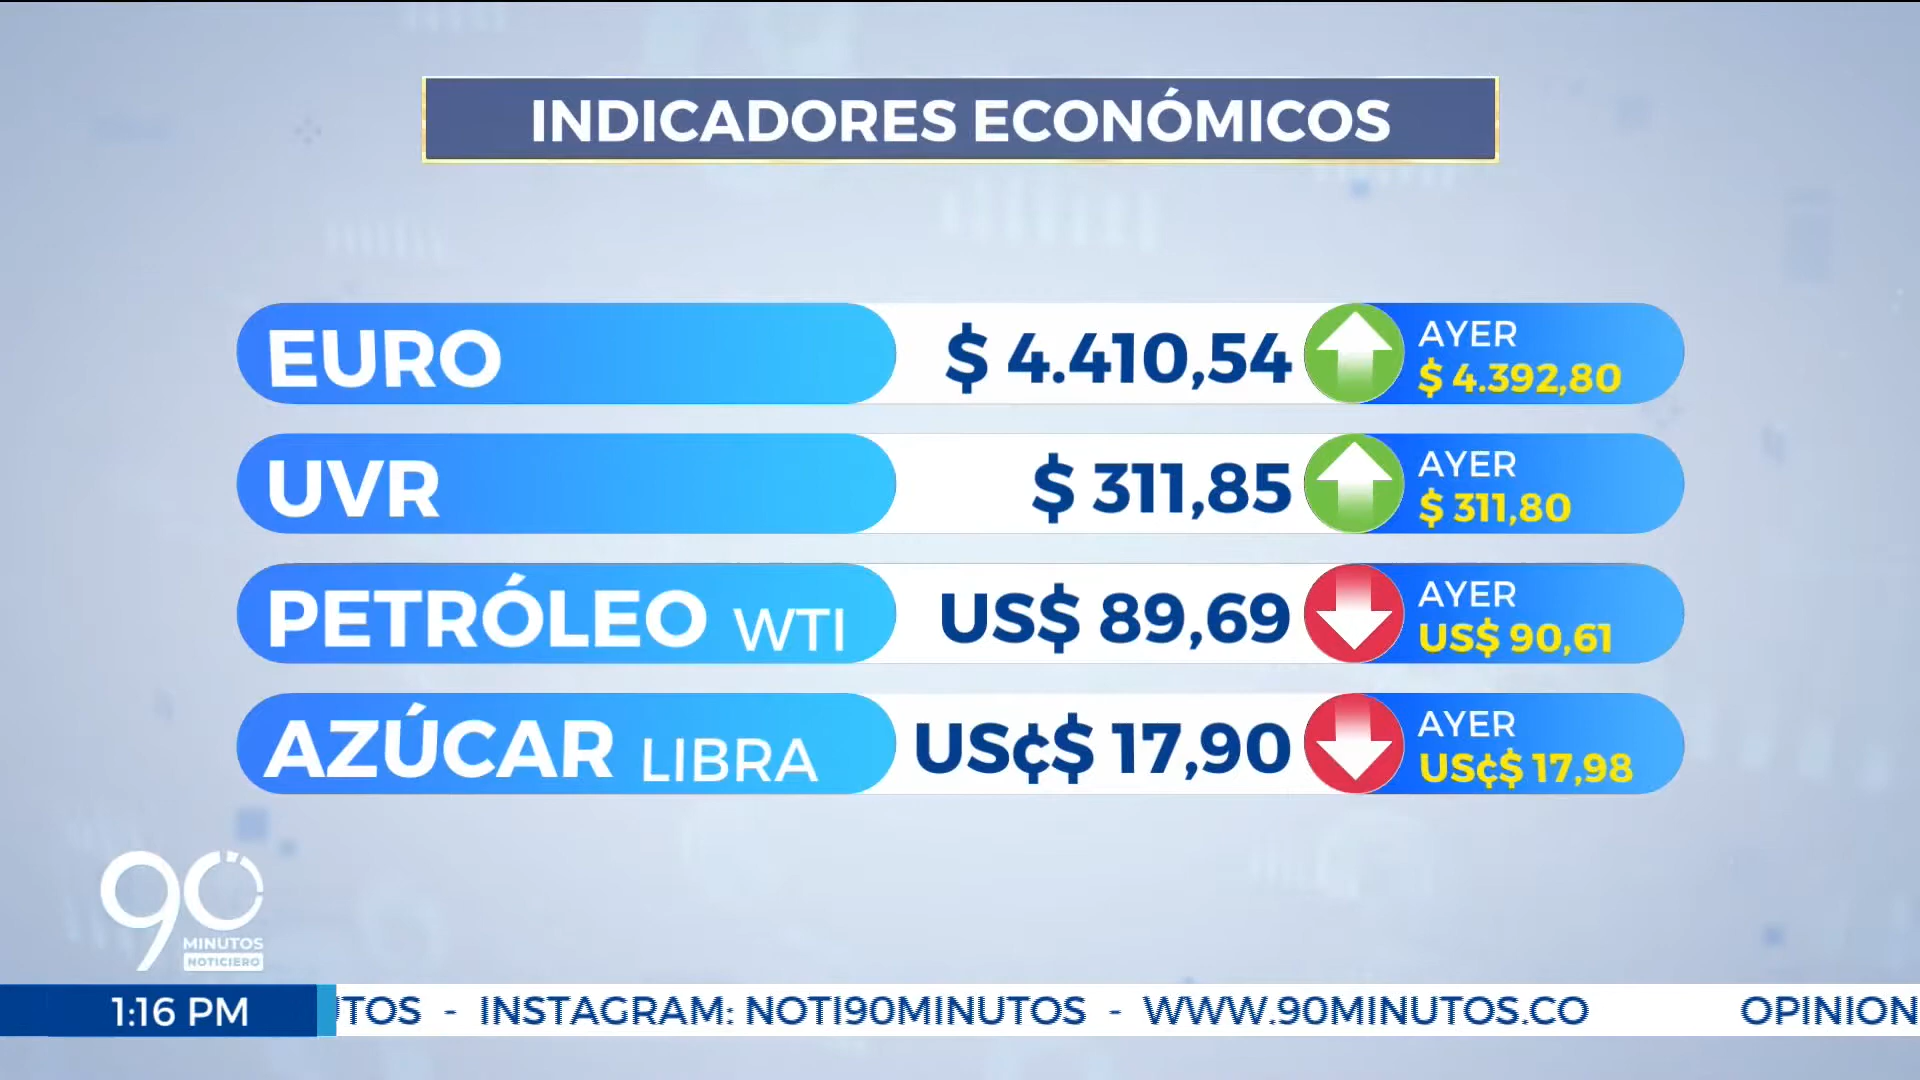 INDICADORES ECONÓMICOS
EURO $ 4.410,54 AYER $ 4.392,80
UVR $ 311,85 AYER $ 311,80
PETRÓLEO WTI US$ 89,69 AYER US$ 90,61
AZÚCAR LIBRA US¢$ 17,90 AYER US¢$ 17,98
90 MINUTOS NOTICIERO
1:16 PM UTOS - INSTAGRAM: NOTI90MINUTOS - WWW.90MINUTOS.CO OPINION